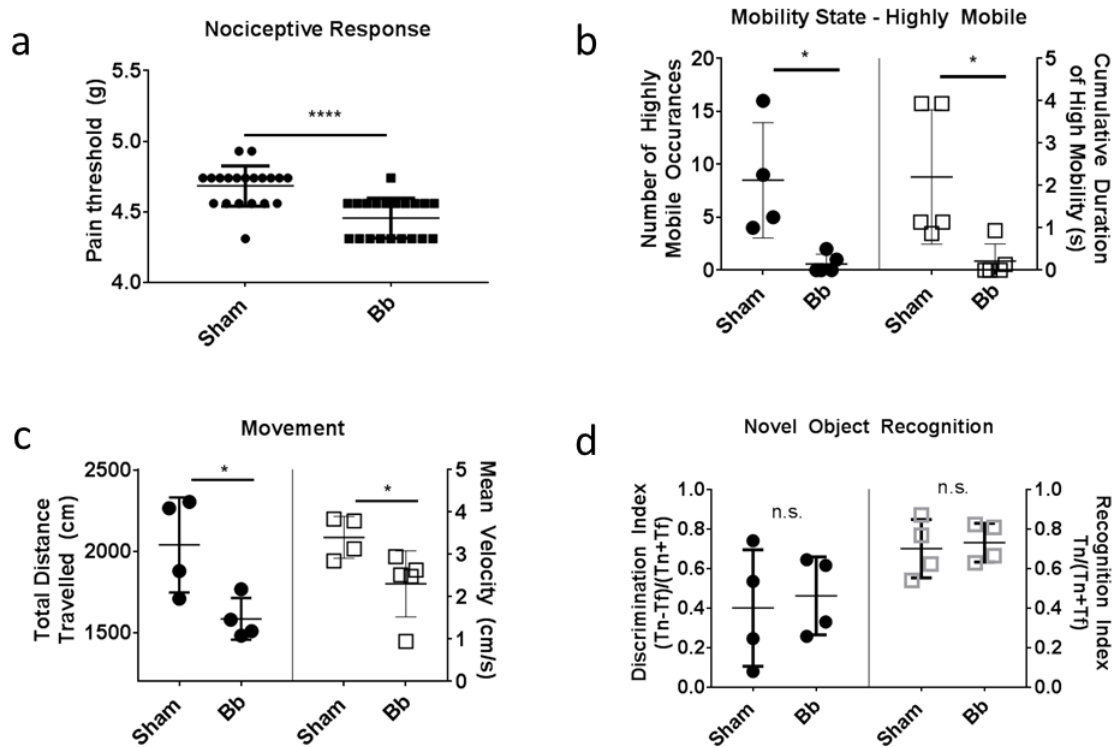 a
Nociceptive Response
Pain threshold (g)
5.5
5.0
4.5
4.0
****
Sham
Bb
b
Mobility State - Highly Mobile
Number of Highly
Mobile Occurances
20
15
10
5
0
*
*
5
4
3
2
1
0
Cumulative Duration
of High Mobility (s)
Sham
Bb
Sham
Bb
c
Movement
Total Distance
Travelled (cm)
2500
2000
1500
*
*
5
4
3
2
1
0
Mean Velocity (cm/s)
Sham
Bb
Sham
Bb
d
Novel Object Recognition
Discrimination Index
(Tn-Tf)/(Tn+Tf)
1.0
0.8
0.6
0.4
0.2
0.0
n.s.
n.s.
1.0
0.8
0.6
0.4
0.2
0.0
Recognition Index
Tn/(Tn+Tf)
Sham
Bb
Sham
Bb